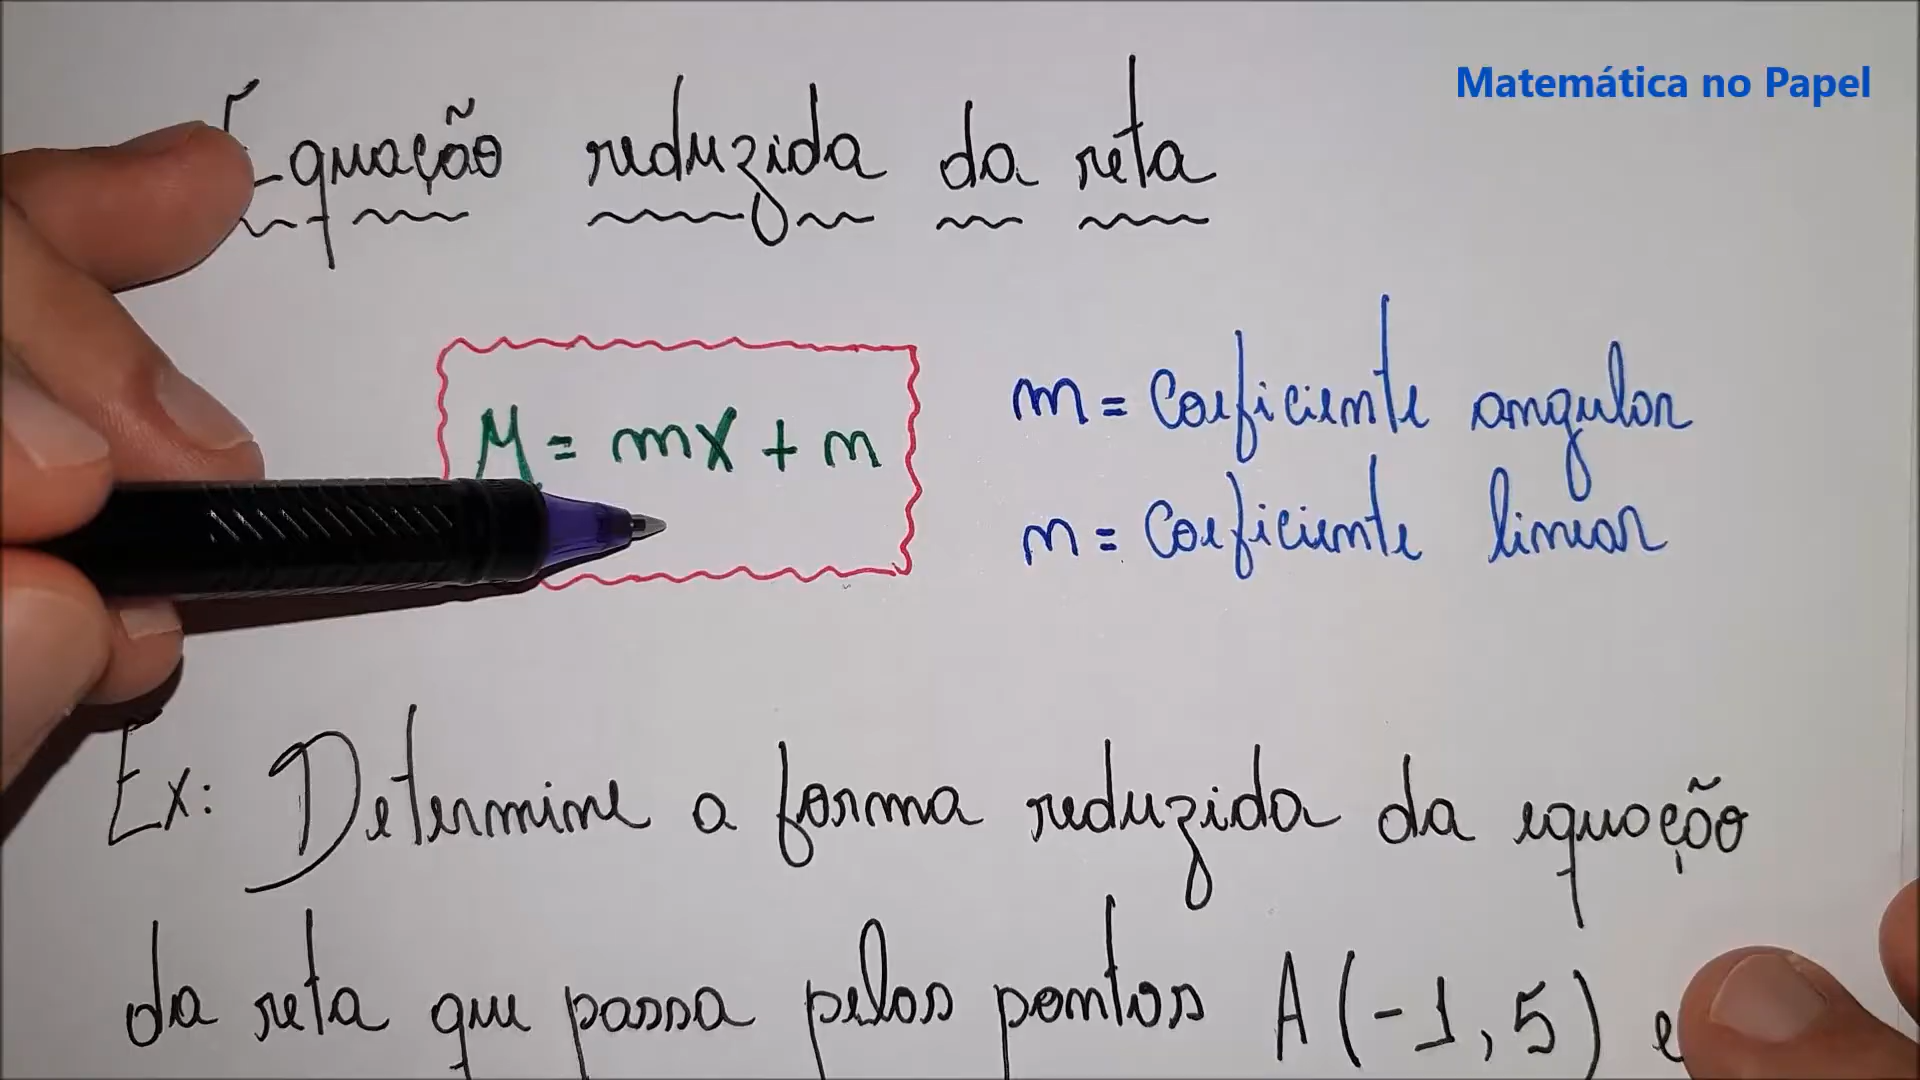 Matemática no Papel
Equação reduzida da reta
y = mx + n
m = coeficiente angular
n = coeficiente linear
Ex: Determine a forma reduzida da equação
da reta que passa pelos pontos A(-1, 5) e